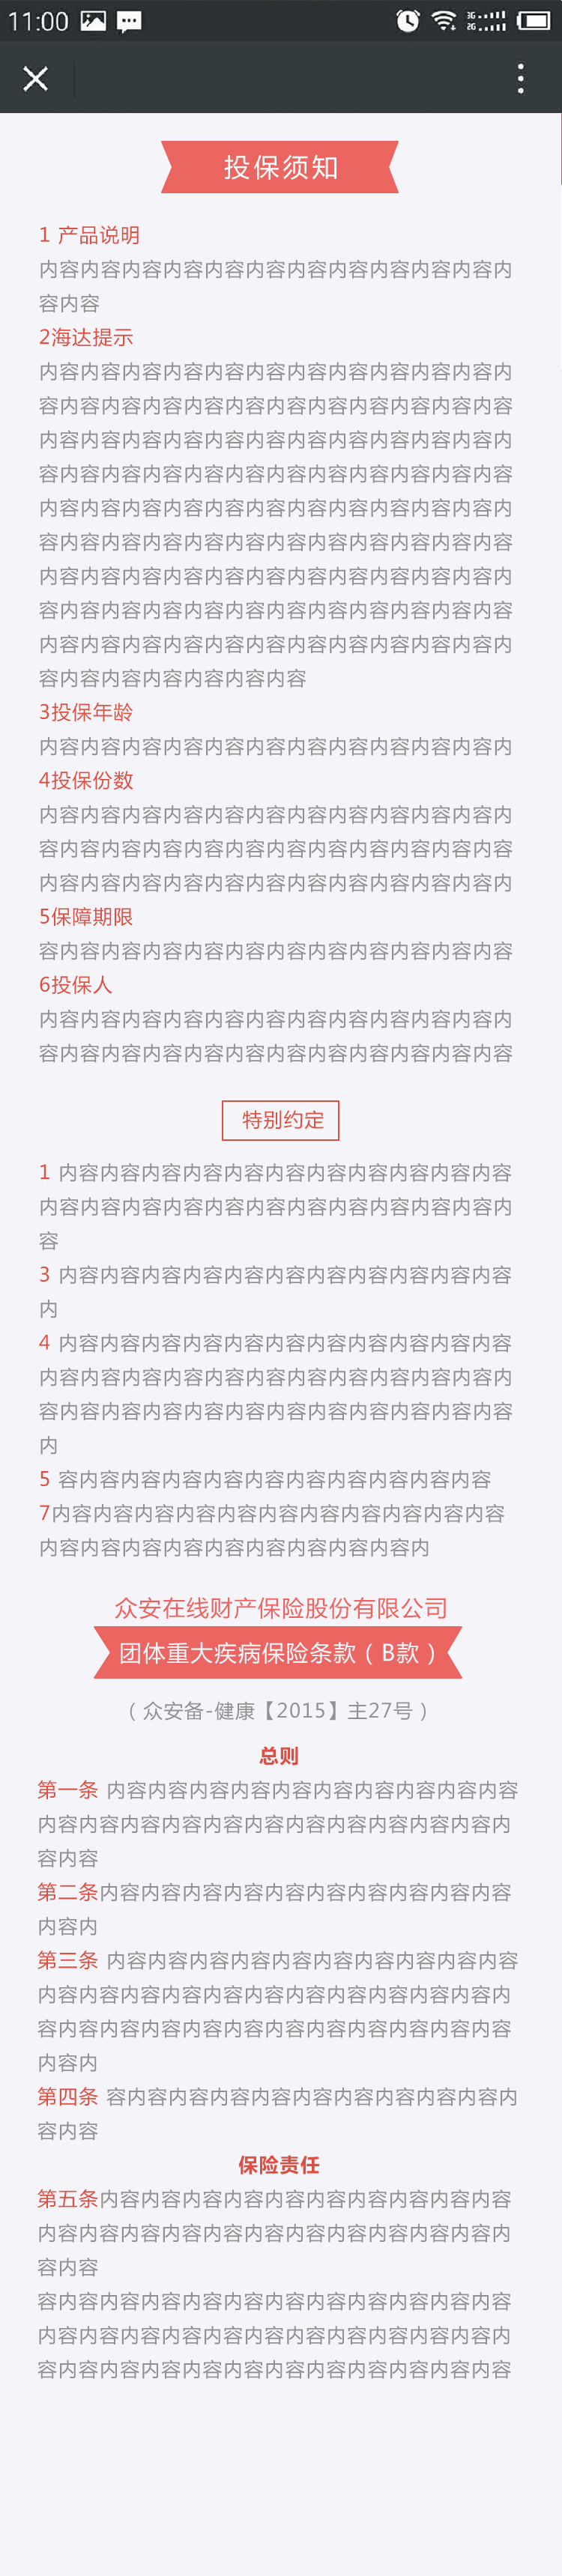 11:00
3G
2G
投保须知
1 产品说明
内容内容内容内容内容内容内容内容内容内容内容内
容内容
2海达提示
内容内容内容内容内容内容内容内容内容内容内容内
容内容内容内容内容内容内容内容内容内容内容内容
内容内容内容内容内容内容内容内容内容内容内容内
容内容内容内容内容内容内容内容内容内容内容内容
内容内容内容内容内容内容内容内容内容内容内容内
容内容内容内容内容内容内容内容内容内容内容内容
内容内容内容内容内容内容内容内容内容内容内容内
容内容内容内容内容内容内容内容内容内容内容内容
内容内容内容内容内容内容内容内容内容内容内容内
容内容内容内容内容内容内容
3投保年龄
内容内容内容内容内容内容内容内容内容内容内容内
4投保份数
内容内容内容内容内容内容内容内容内容内容内容内
容内容内容内容内容内容内容内容内容内容内容内容
内容内容内容内容内容内容内容内容内容内容内容内
5保障期限
容内容内容内容内容内容内容内容内容内容内容内容
6投保人
内容内容内容内容内容内容内容内容内容内容内容内
容内容内容内容内容内容内容内容内容内容内容内容
特别约定
1 内容内容内容内容内容内容内容内容内容内容内容
内容内容内容内容内容内容内容内容内容内容内容内
容
3 内容内容内容内容内容内容内容内容内容内容内容
内
4 内容内容内容内容内容内容内容内容内容内容内容
内容内容内容内容内容内容内容内容内容内容内容内
容内容内容内容内容内容内容内容内容内容内容内容
内
5 容内容内容内容内容内容内容内容内容内容内容
7内容内容内容内容内容内容内容内容内容内容内容
内容内容内容内容内容内容内容内容内容内
众安在线财产保险股份有限公司
团体重大疾病保险条款（B款）
（众安备-健康【2015】主27号）
总则
第一条 内容内容内容内容内容内容内容内容内容内容
内容内容内容内容内容内容内容内容内容内容内容内
容内容
第二条内容内容内容内容内容内容内容内容内容内容
内容内
第三条 内容内容内容内容内容内容内容内容内容内容
内容内容内容内容内容内容内容内容内容内容内容内
容内容内容内容内容内容内容内容内容内容内容内容
内容内
第四条 容内容内容内容内容内容内容内容内容内容内
容内容
保险责任
第五条内容内容内容内容内容内容内容内容内容内容
内容内容内容内容内容内容内容内容内容内容内容内
容内容
容内容内容内容内容内容内容内容内容内容内容内容
内容内容内容内容内容内容内容内容内容内容内容内
容内容内容内容内容内容内容内容内容内容内容内容